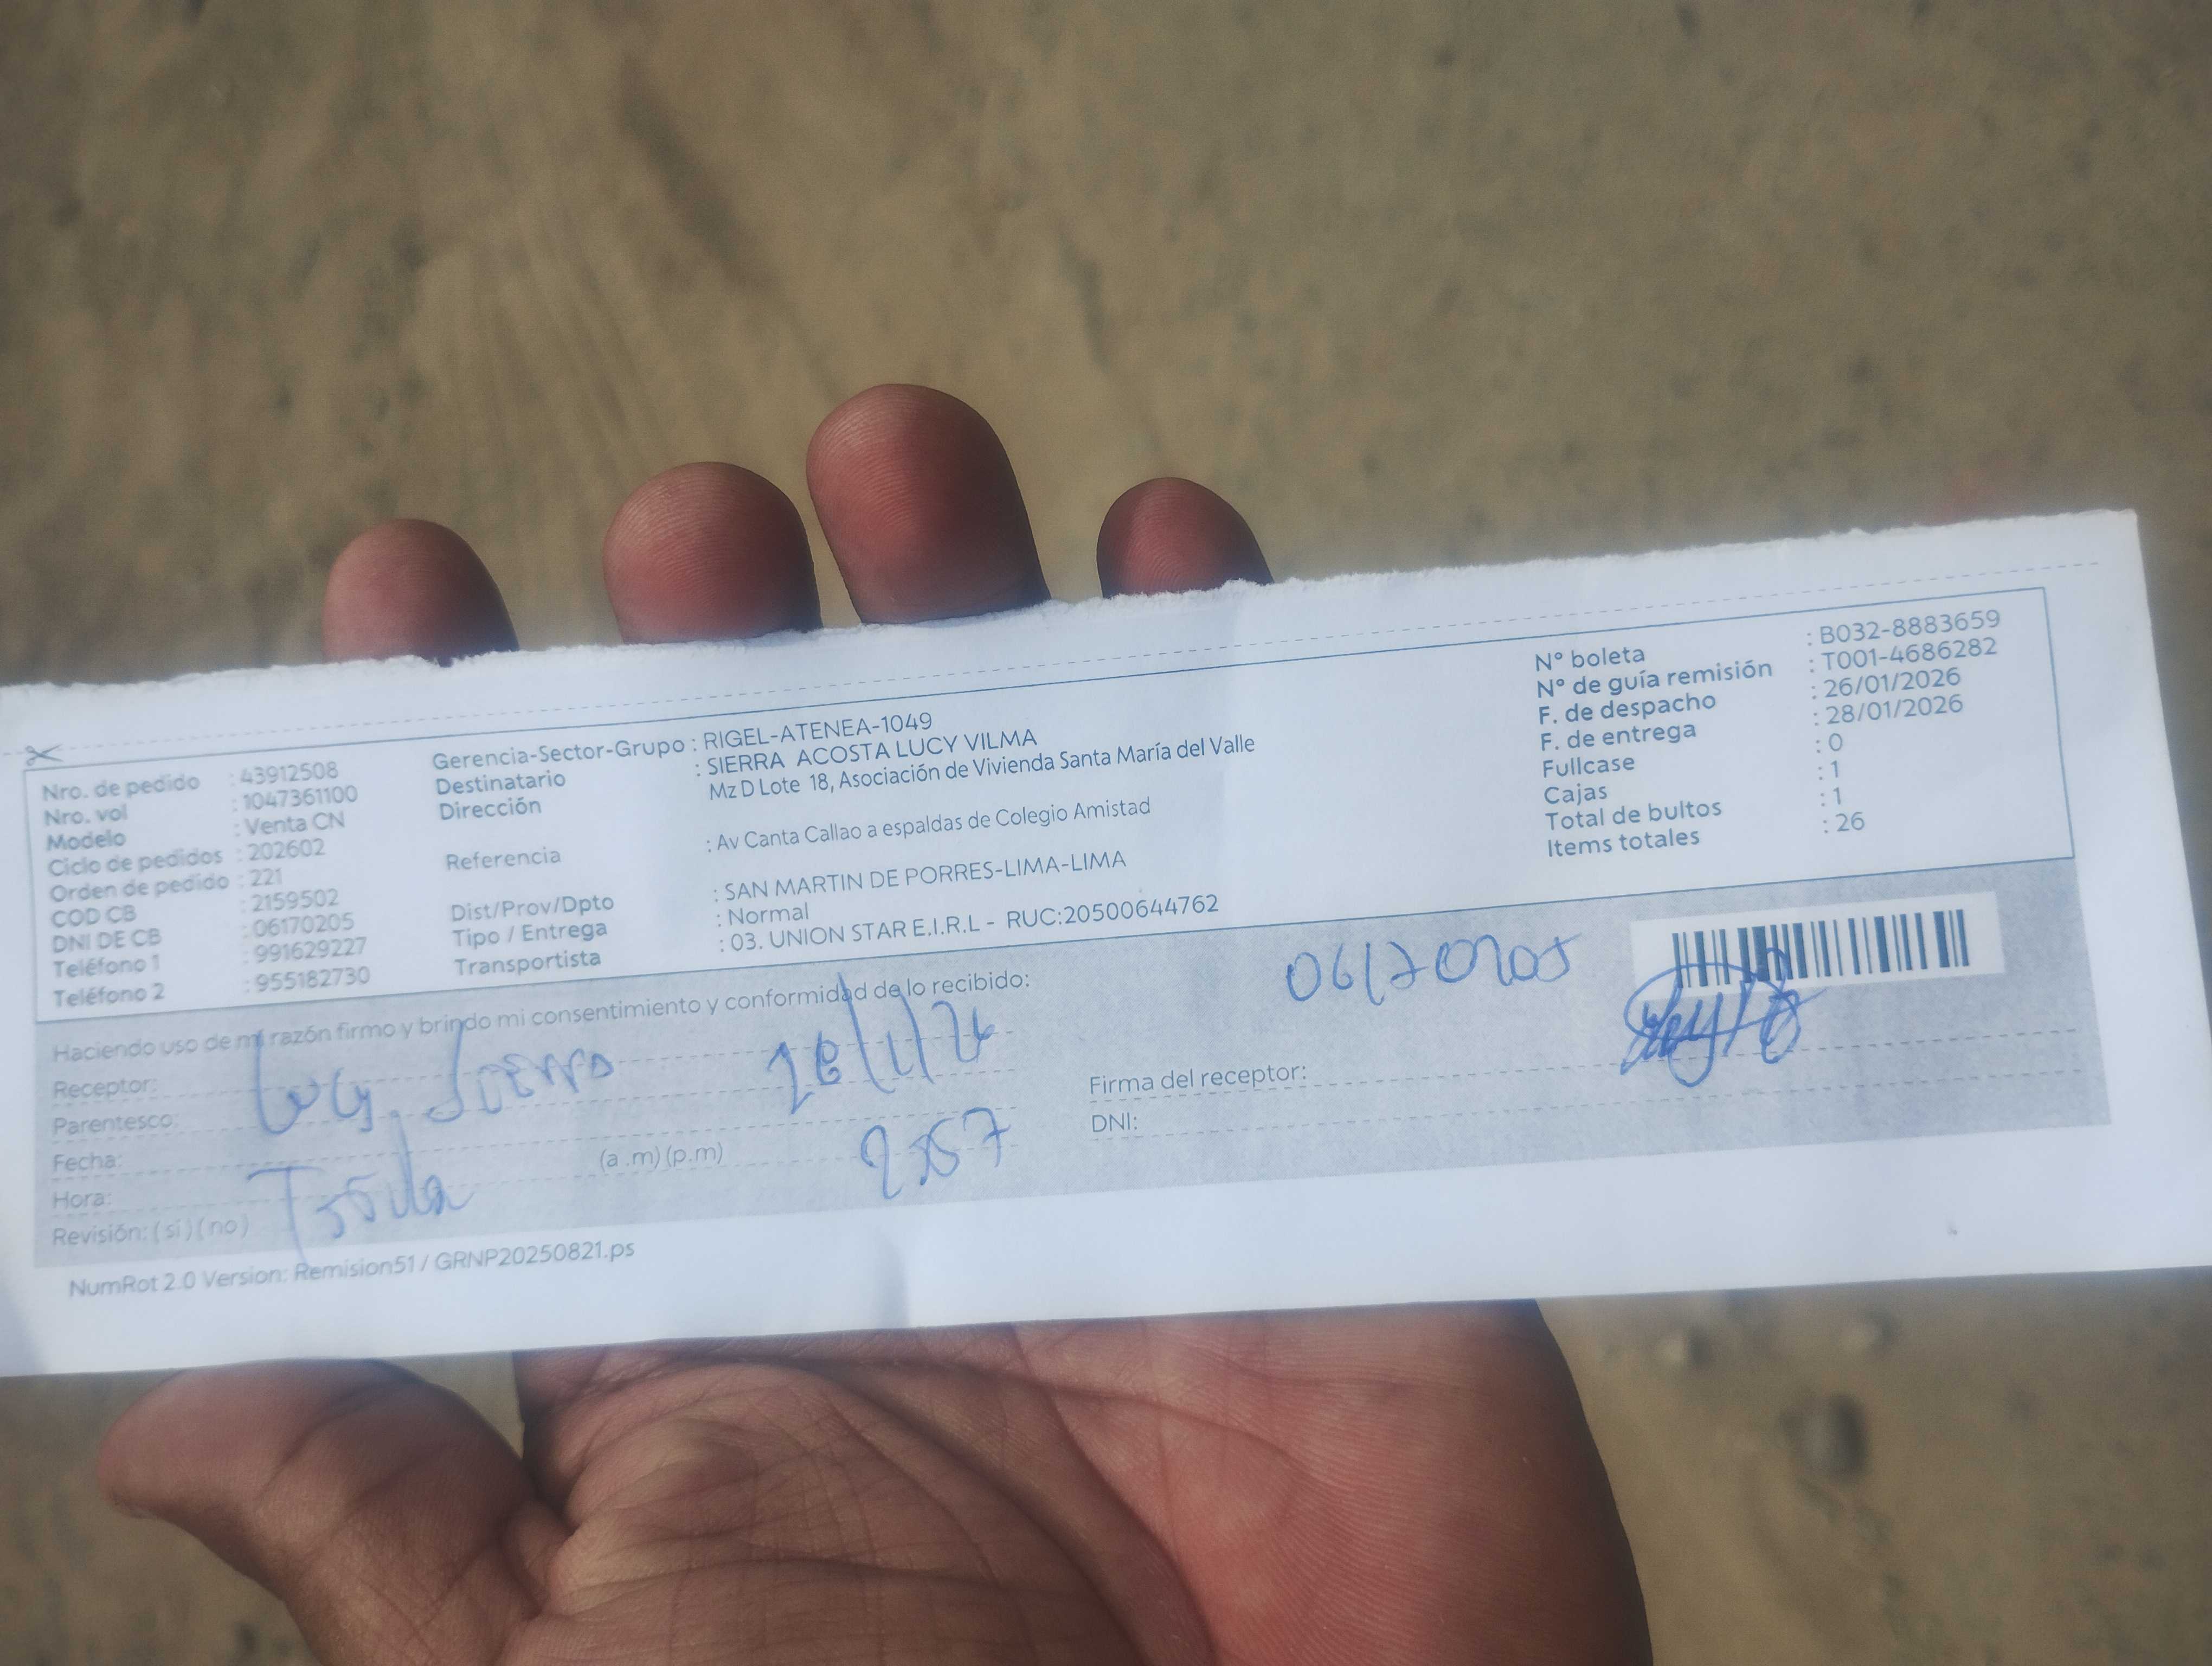 Nro. de pedido : 43912508
Nro. vol : 1047361100
Modelo : Venta CN
Ciclo de pedidos : 202602
Orden de pedido : 221
COD CB : 2159502
DNI DE CB : 06170205
Teléfono 1 : 991629227
Teléfono 2 : 955182730
Gerencia-Sector-Grupo : RIGEL-ATENEA-1049
Destinatario : SIERRA ACOSTA LUCY VILMA
Dirección Mz D Lote 18, Asociación de Vivienda Santa María del Valle
Referencia : Av Canta Callao a espaldas de Colegio Amistad
Dist/Prov/Dpto : SAN MARTIN DE PORRES-LIMA-LIMA
Tipo / Entrega : Normal
Transportista : 03. UNION STAR E.I.R.L - RUC:20500644762
N° boleta : B032-8883659
N° de guía remisión : T001-4686282
F. de despacho : 26/01/2026
F. de entrega : 28/01/2026
Fullcase : 0
Cajas : 1
Total de bultos : 1
Items totales : 26
Haciendo uso de mi razón firmo y brindo mi consentimiento y conformidad de lo recibido:
06170205
Receptor: Lucy Sierra
Parentesco:
Fecha: (a .m) (p.m)
Hora:
Revisión: ( si ) ( no )
28/1/26
Firma del receptor:
DNI:
NumRot 2.0 Version: Remision51 / GRNP20250821.ps